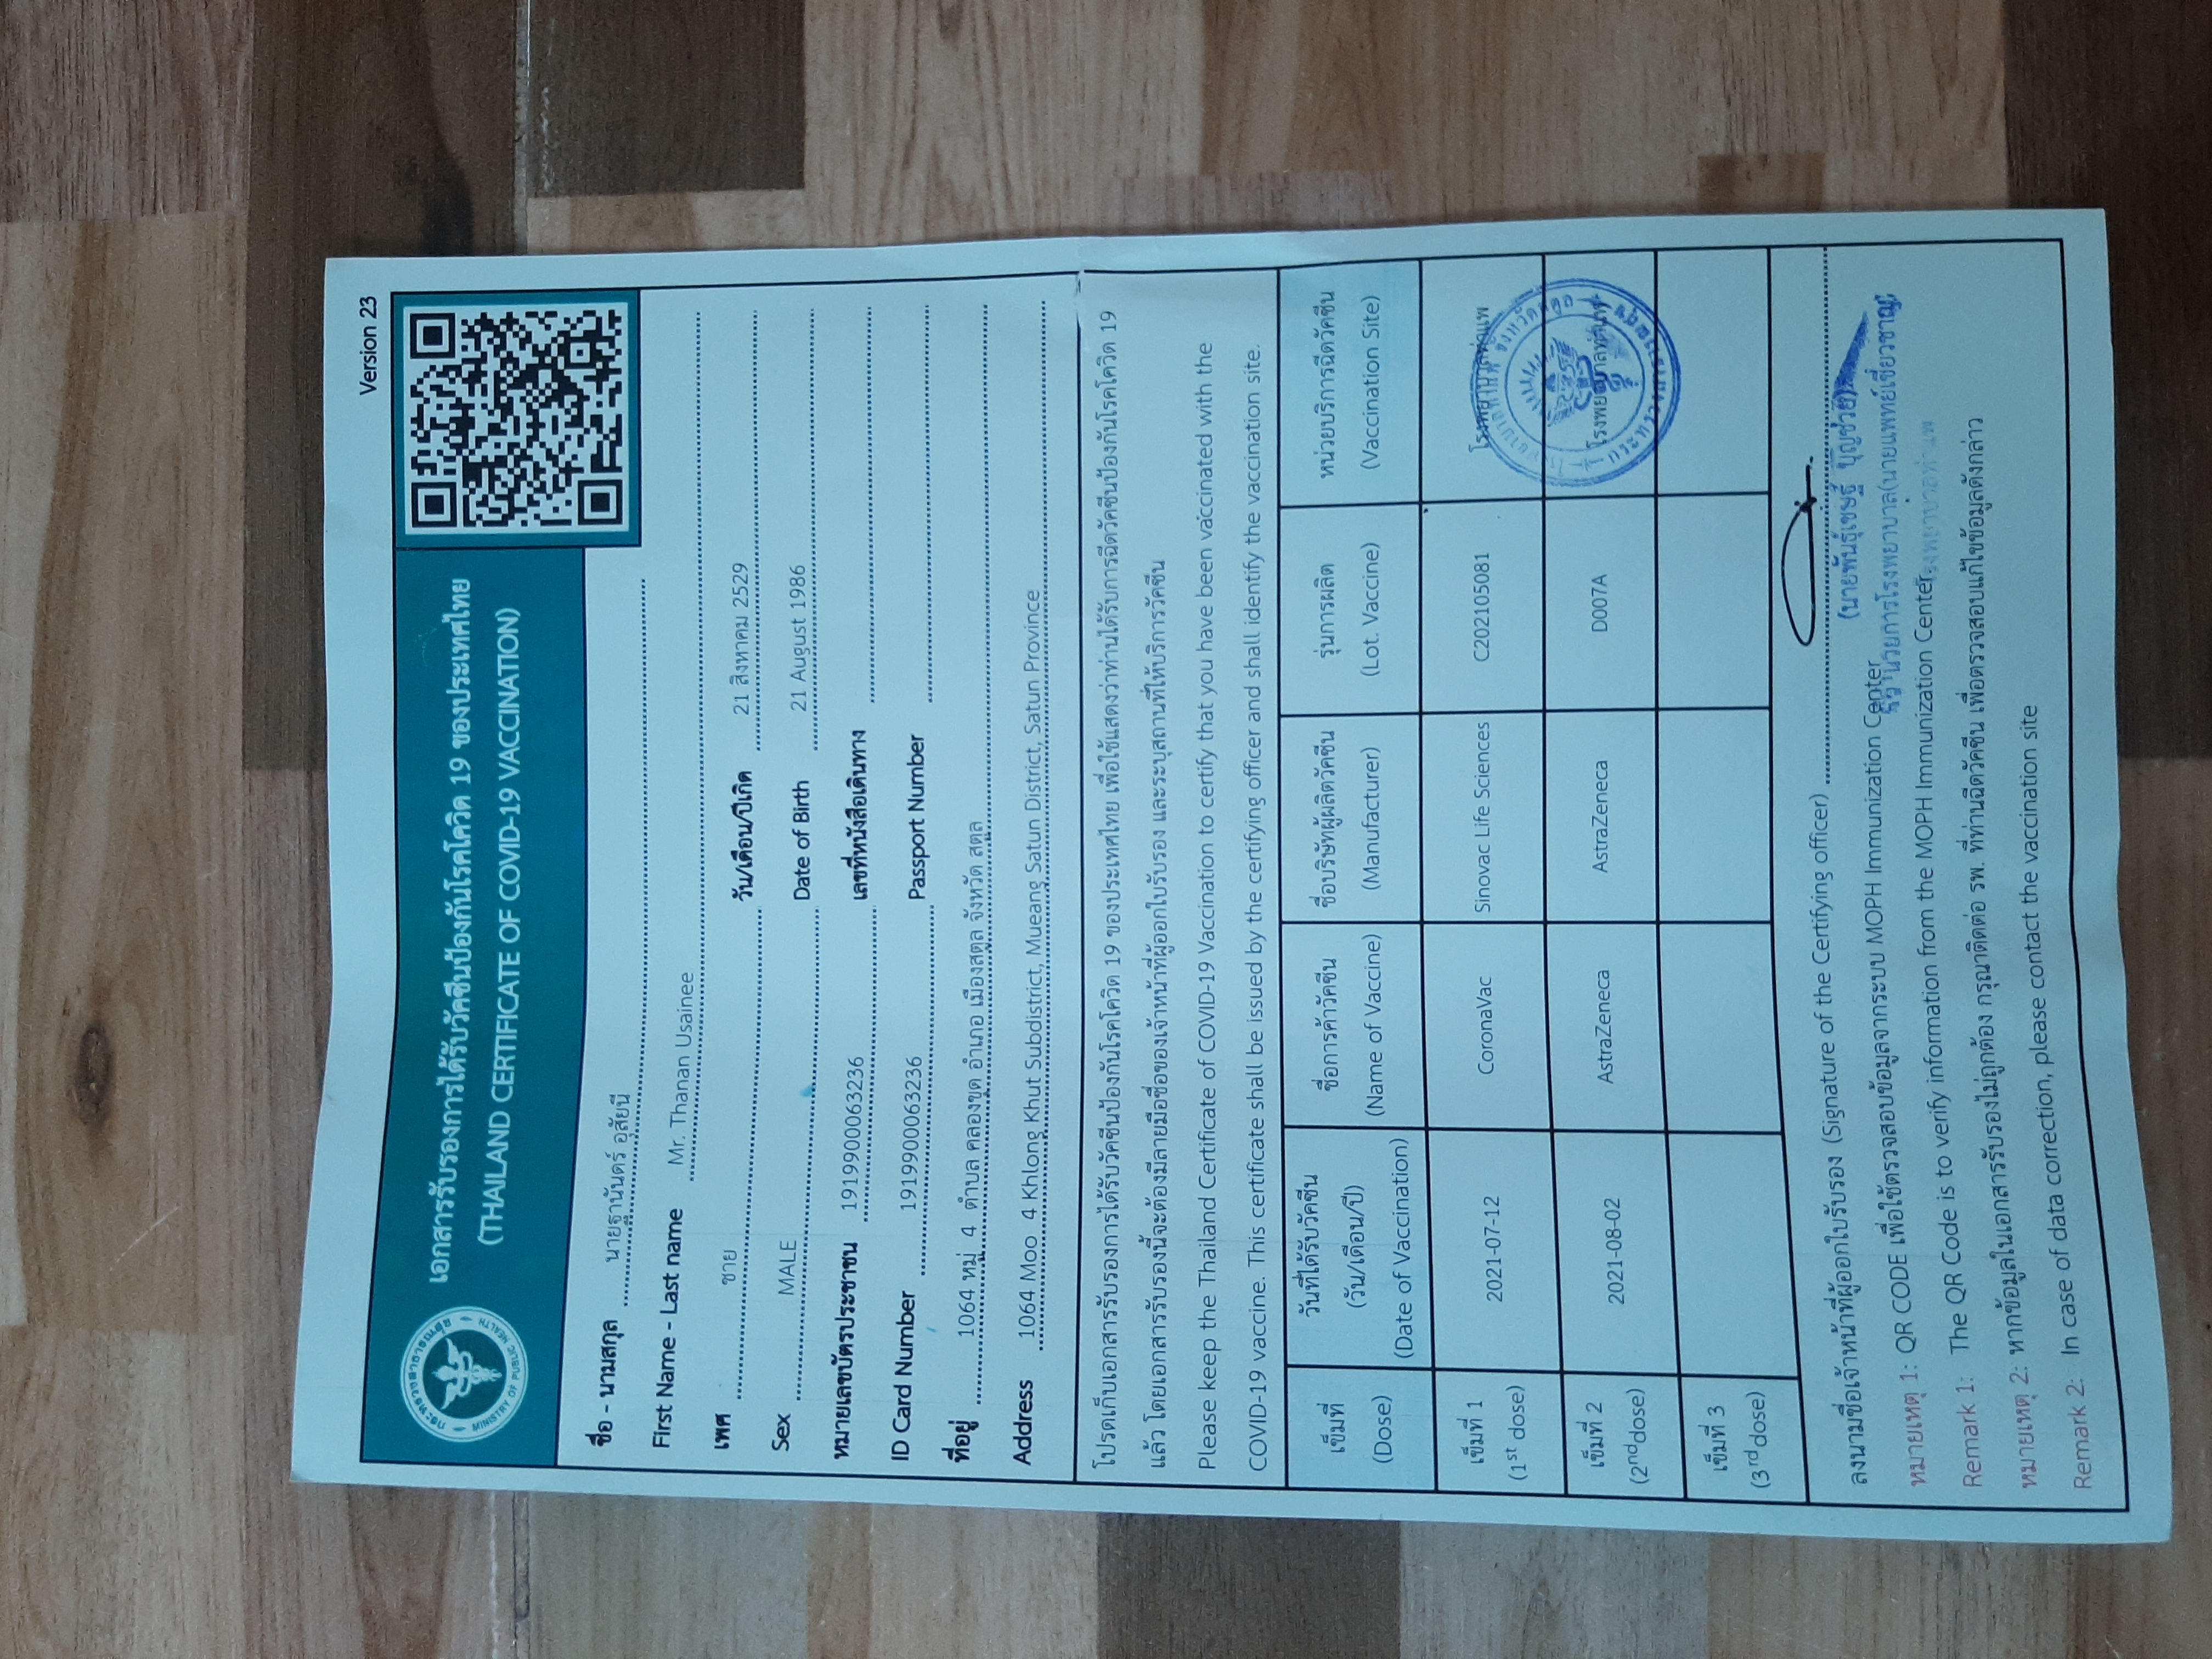 Version 23
กระทรวงสาธารณสุข
MINISTRY OF PUBLIC HEALTH
เอกสารรับรองการได้รับวัคซีนป้องกันโรคโควิด 19 ของประเทศไทย
(THAILAND CERTIFICATE OF COVID-19 VACCINATION)
ชื่อ - นามสกุล นายฐานันดร์ อุสัยนี
First Name - Last name Mr. Thanan Usainee
เพศ ชาย วัน/เดือน/ปีเกิด 21 สิงหาคม 2529
Sex MALE Date of Birth 21 August 1986
หมายเลขบัตรประชาชน 1919900063236 เลขที่หนังสือเดินทาง
ID Card Number 1919900063236 Passport Number
ที่อยู่ 1064 หมู่ 4 ตำบล คลองขุด อำเภอ เมืองสตูล จังหวัด สตูล
Address 1064 Moo 4 Khlong Khut Subdistrict, Mueang Satun District, Satun Province
โปรดเก็บเอกสารรับรองการได้รับวัคซีนป้องกันโรคโควิด 19 ของประเทศไทย เพื่อใช้แสดงว่าท่านได้รับการฉีดวัคซีนป้องกันโรคโควิด 19
แล้ว โดยเอกสารรับรองนี้จะต้องมีลายมือชื่อของเจ้าหน้าที่ผู้ออกใบรับรอง และระบุสถานที่ให้บริการวัคซีน
Please keep the Thailand Certificate of COVID-19 Vaccination to certify that you have been vaccinated with the
COVID-19 vaccine. This certificate shall be issued by the certifying officer and shall identify the vaccination site.
เข็มที่ (Dose) วันที่ได้รับวัคซีน (วัน/เดือน/ปี) (Date of Vaccination) ชื่อการค้าวัคซีน (Name of Vaccine) ชื่อบริษัทผู้ผลิตวัคซีน (Manufacturer) รุ่นการผลิต (Lot. Vaccine) หน่วยบริการฉีดวัคซีน (Vaccination Site)
เข็มที่ 1 (1st dose) 2021-07-12 CoronaVac Sinovac Life Sciences C202105081 โรงพยาบาลท่าแพ
เข็มที่ 2 (2nd dose) 2021-08-02 AstraZeneca AstraZeneca D007A โรงพยาบาลท่าแพ
โรงพยาบาลท่าแพ จังหวัดสตูล
กระทรวงสาธารณสุข
เข็มที่ 3 (3rd dose)
ลงนามชื่อเจ้าหน้าที่ผู้ออกใบรับรอง (Signature of the Certifying officer)
(นายพันธุ์เชษฐ์ บุญช่วย)
หมายเหตุ 1: QR CODE เพื่อใช้ตรวจสอบข้อมูลจากระบบ MOPH Immunization Center
ผู้อำนวยการโรงพยาบาล(นายแพทย์เชี่ยวชาญ)
โรงพยาบาลท่าแพ
Remark 1: The QR Code is to verify information from the MOPH Immunization Center.
หมายเหตุ 2: หากข้อมูลในเอกสารรับรองไม่ถูกต้อง กรุณาติดต่อ รพ. ที่ท่านฉีดวัคซีน เพื่อตรวจสอบแก้ไขข้อมูลดังกล่าว
Remark 2: In case of data correction, please contact the vaccination site